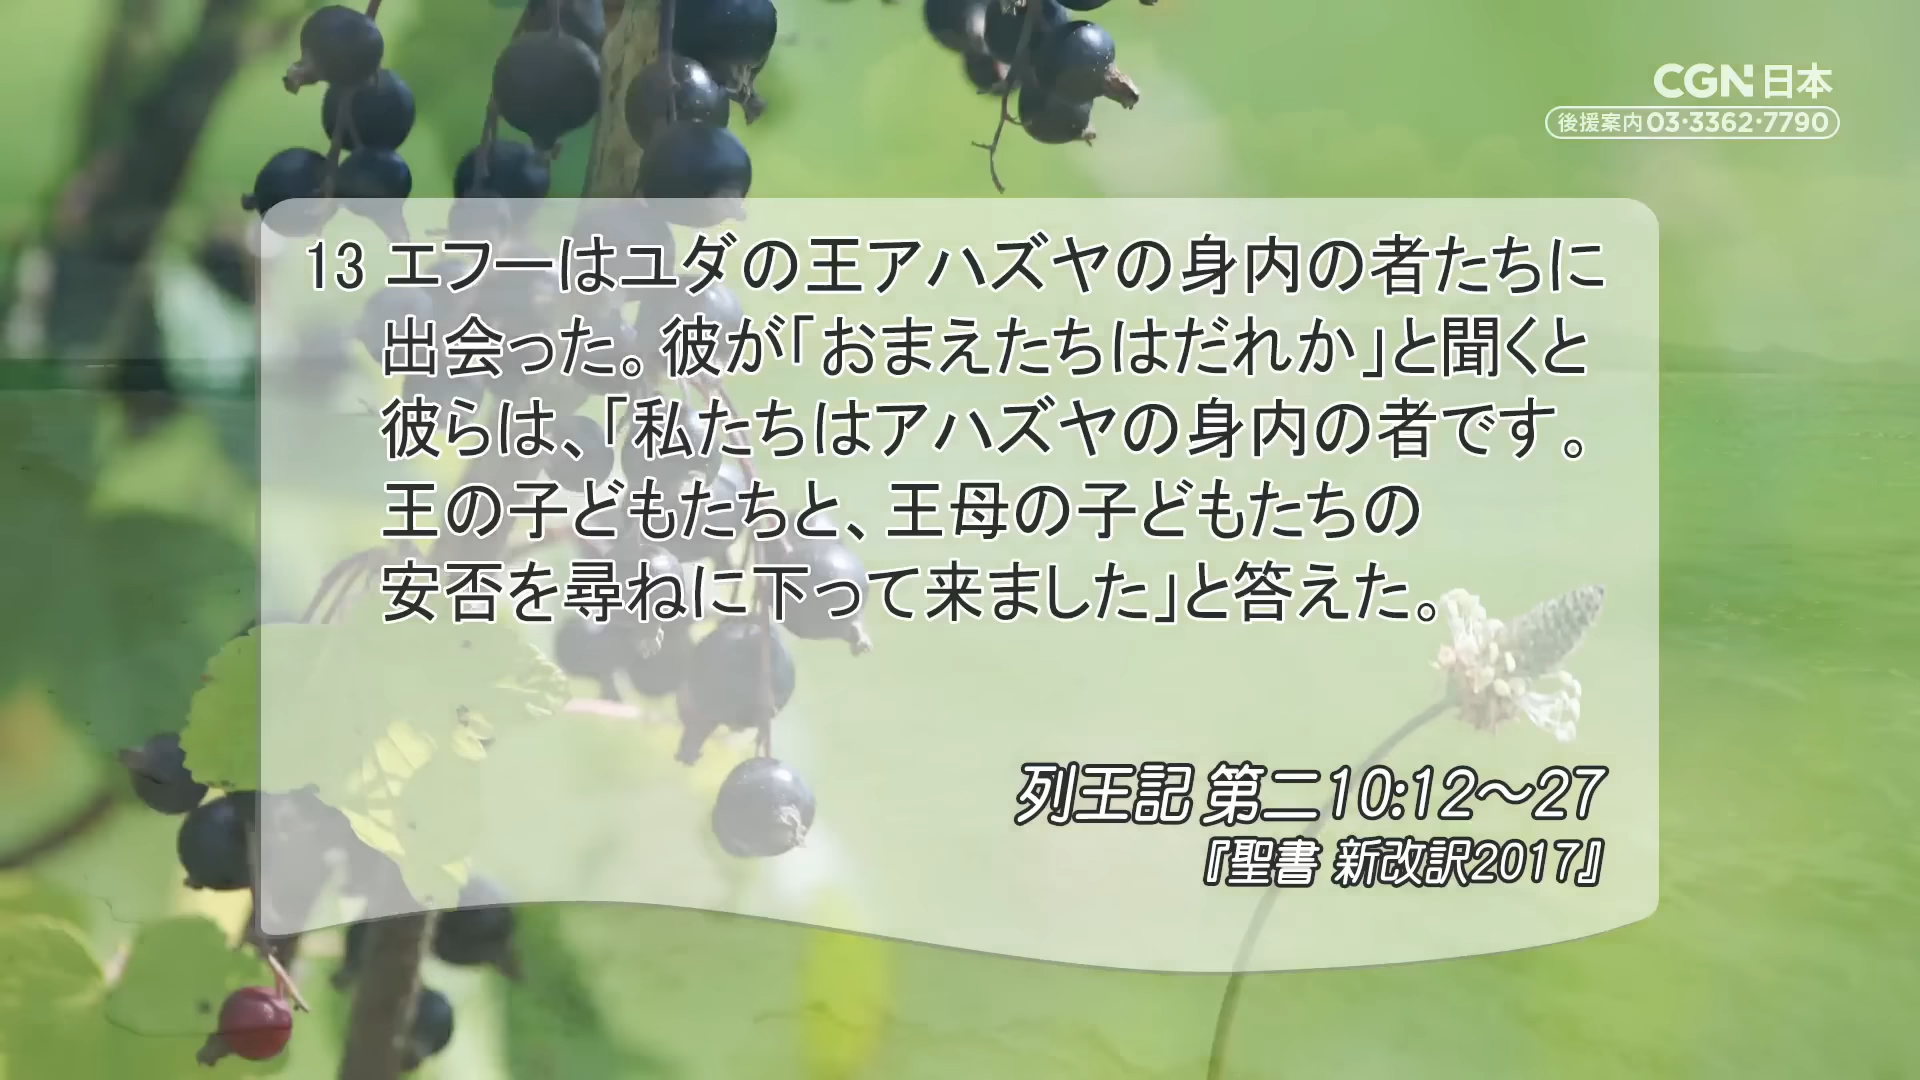 CGN日本
後援案内03·3362·7790
13 エフーはユダの王アハズヤの身内の者たちに
出会った。彼が「おまえたちはだれか」と聞くと
彼らは、「私たちはアハズヤの身内の者です。
王の子どもたちと、王母の子どもたちの
安否を尋ねに下って来ました」と答えた。
列王記 第二10:12～27
『聖書 新改訳2017』